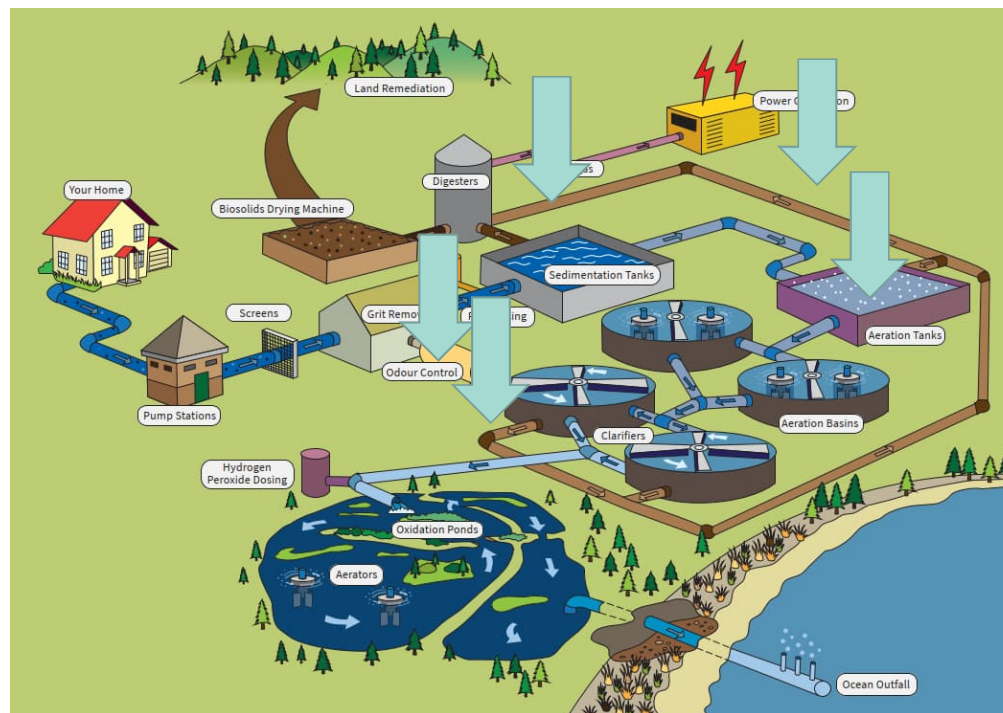 Land Remediation
Power
Digesters
Your Home
Biosolids Drying Machine
Sedimentation Tanks
Screens
Grit
Aeration Tanks
Odour Control
Pump Stations
Aeration Basins
Clarifiers
Hydrogen
Peroxide Dosing
Oxidation Ponds
Aerators
Ocean Outfall